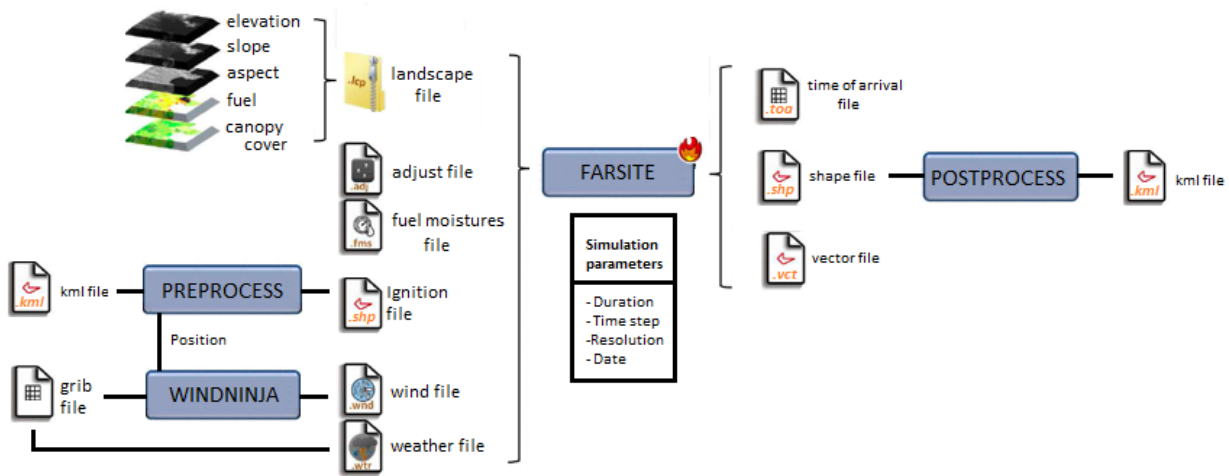 elevation
slope
aspect
fuel
canopy
cover
.lcp
landscape
file
.adj
adjust file
.fms
fuel moistures
file
.kml
kml file
PREPROCESS
.shp
Ignition
file
Position
grib
file
WINDNINJA
.wnd
wind file
.wtr
weather file
FARSITE
Simulation
parameters
- Duration
- Time step
-Resolution
- Date
.toa
time of arrival
file
.shp
shape file
POSTPROCESS
.kml
kml file
.vct
vector file